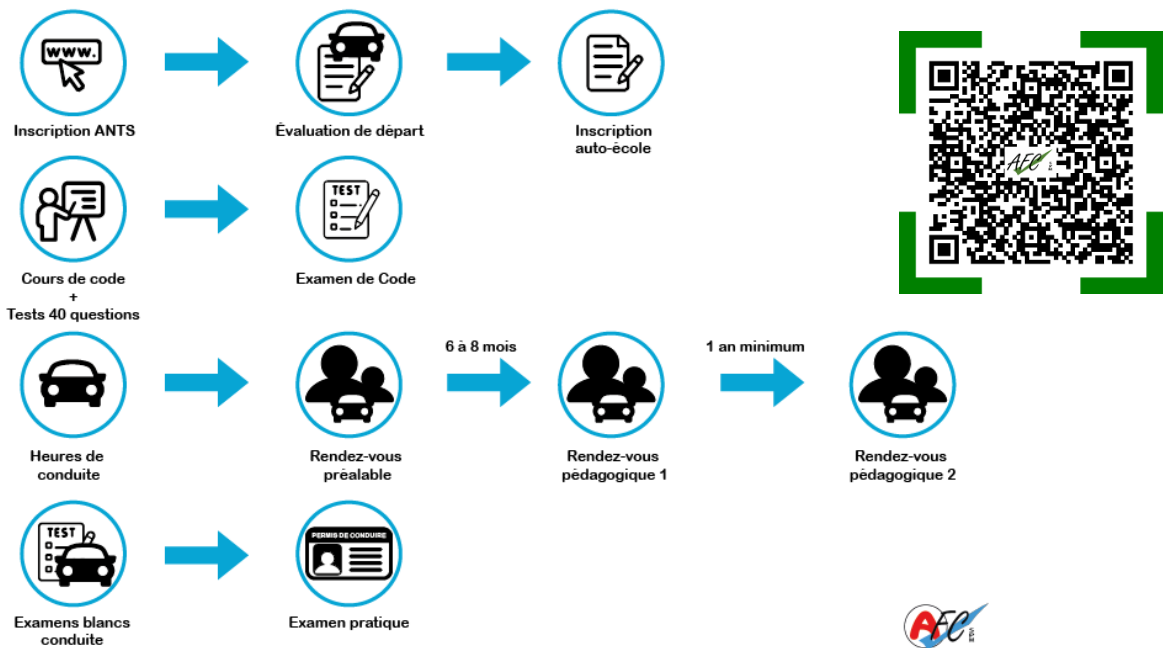 www.
Inscription ANTS
Évaluation de départ
Inscription
auto-école
TEST
Cours de code
+
Tests 40 questions
Examen de Code
AFC
6 à 8 mois
1 an minimum
Heures de
conduite
Rendez-vous
préalable
Rendez-vous
pédagogique 1
Rendez-vous
pédagogique 2
TEST
PERMIS DE CONDUIRE
Examens blancs
conduite
Examen pratique
AFC